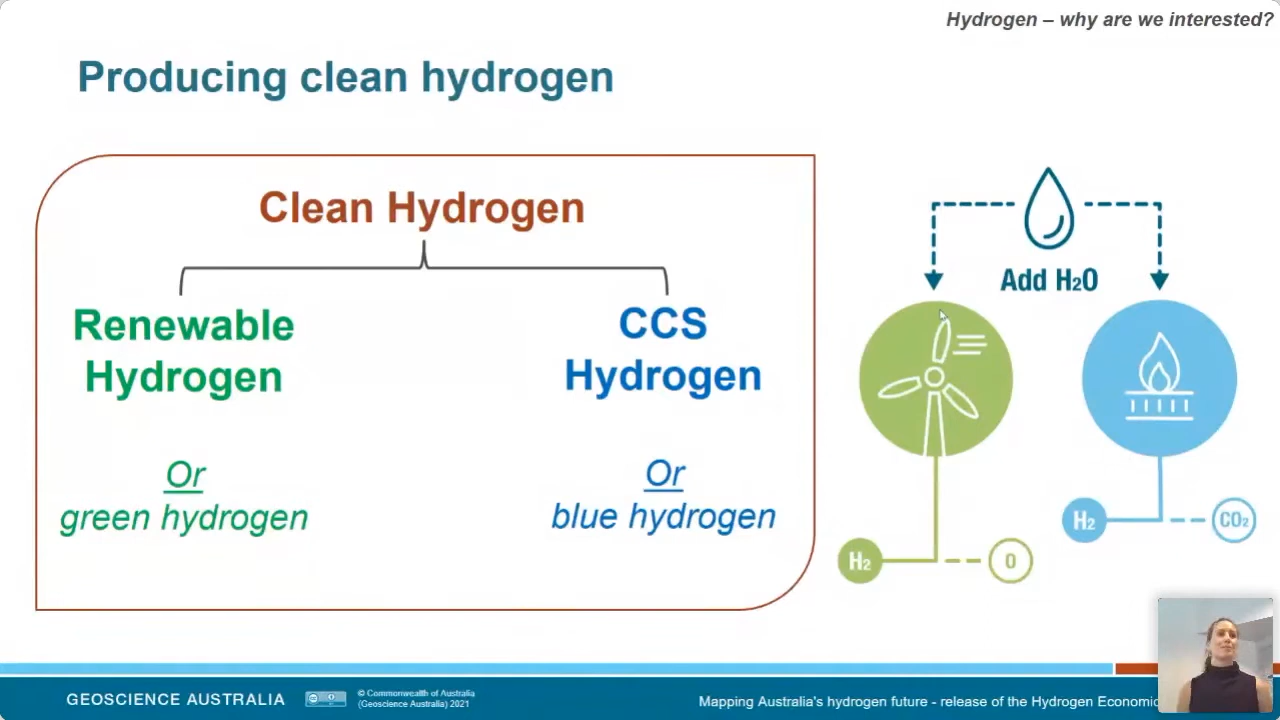 Hydrogen – why are we interested?
Producing clean hydrogen
Clean Hydrogen
Renewable
Hydrogen
Or
green hydrogen
CCS
Hydrogen
Or
blue hydrogen
Add H₂O
H₂
O
H₂
CO₂
GEOSCIENCE AUSTRALIA
© Commonwealth of Australia
(Geoscience Australia) 2021
Mapping Australia's hydrogen future - release of the Hydrogen Economic